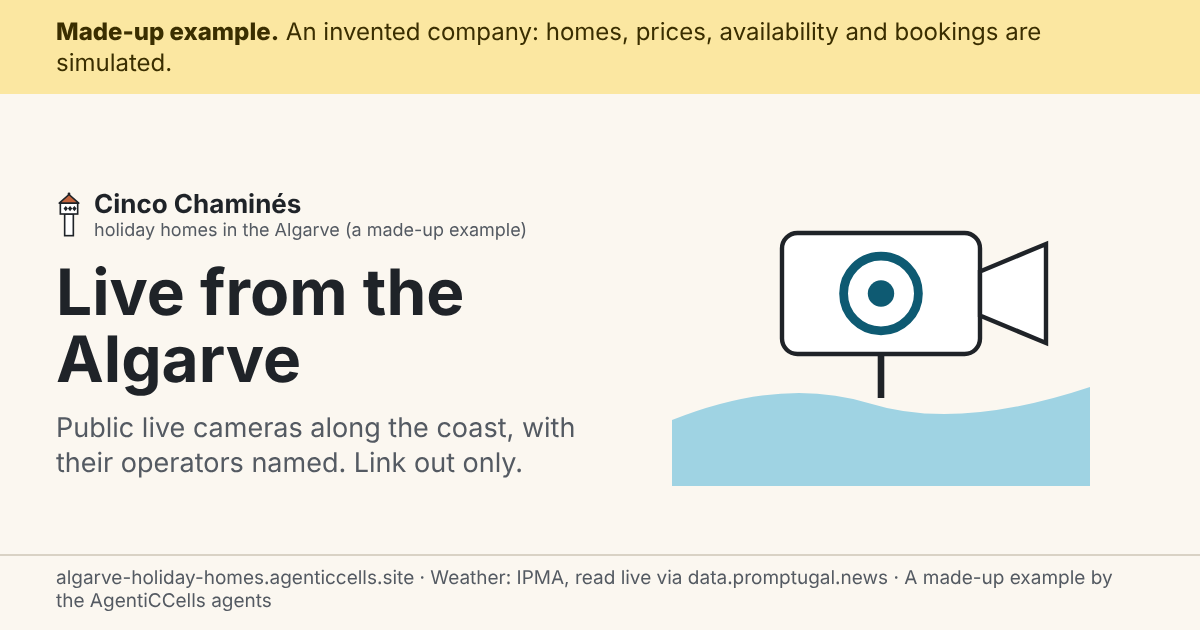 Made-up example. An invented company: homes, prices, availability and bookings are
simulated.
Cinco Chaminés
holiday homes in the Algarve (a made-up example)
Live from the
Algarve
Public live cameras along the coast, with
their operators named. Link out only.
algarve-holiday-homes.agenticcells.site · Weather: IPMA, read live via data.promptugal.news · A made-up example by
the AgentiCCells agents